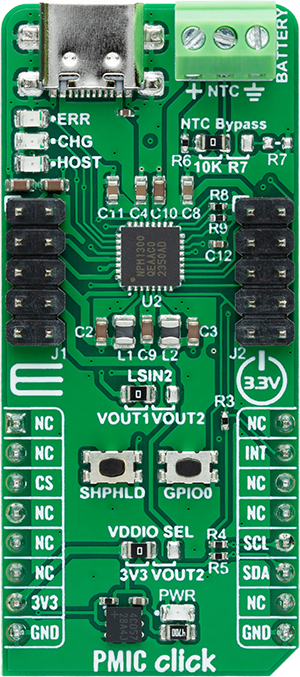 BATTERY
+ NTC
ERR
CHG
HOST
NTC Bypass
R6 10K R7 R7
C11 C4 C10 C8
R8
R9
C12
NPM1300
QEAAC0
2350AD
U2
C2 L1 C9 L2 C3
J1 J2
3.3V
LSIN2
VOUT1 VOUT2
R3
NC NC
NC INT
CS NC
NC NC
NC SCL
NC SDA
3V3 NC
GND GND
SHPHLD GPIO0
VDDIO SEL
3V3 VOUT2
R4
R5
PWR
PMIC click